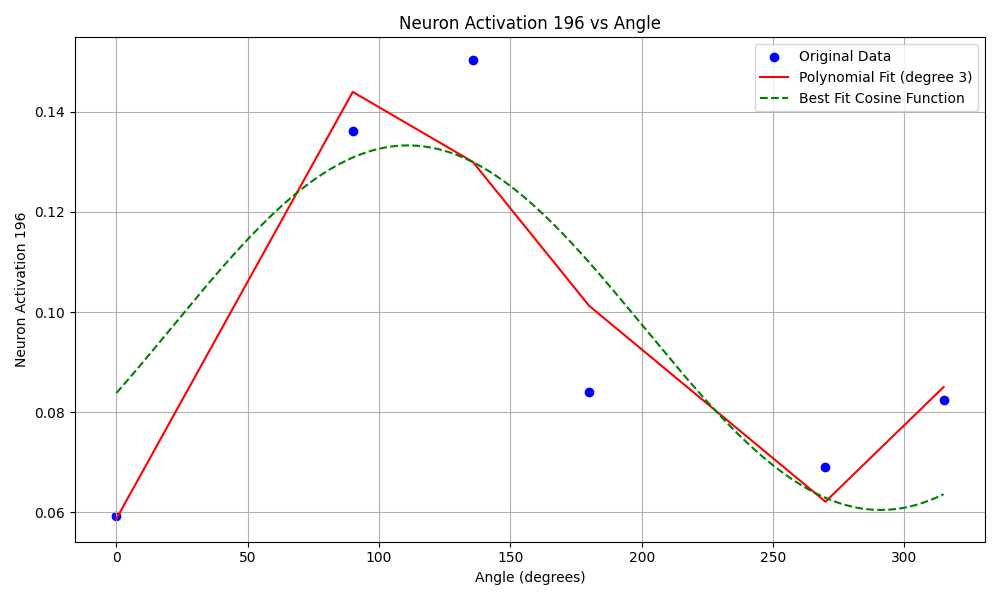 Neuron Activation 196 vs Angle
Original Data
Polynomial Fit (degree 3)
Best Fit Cosine Function
Neuron Activation 196
0.14
0.12
0.10
0.08
0.06
0 50 100 150 200 250 300
Angle (degrees)